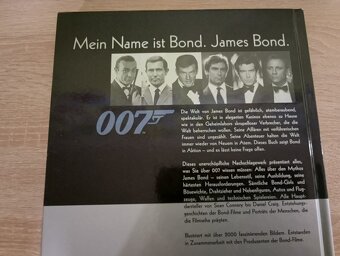 Mein Name ist Bond. James Bond.
007
Die Welt von James Bond ist gefährlich, atemberaubend,
spektakulär. Er ist in eleganten Kasinos ebenso zu Hause
wie in den Geheimlabors skrupelloser Verbrecher, die die
Welt beherrschen wollen. Seine Affären mit verführerischen
Frauen sind ungezählt. Seine Abenteuer halten die Welt
immer wieder von Neuem in Atem. Dieses Buch zeigt Bond
in Aktion – und es lässt keine Frage offen.
Dieses unerschöpfliche Nachschlagewerk präsentiert alles,
was Sie über 007 wissen müssen: Alles über den Mythos
James Bond – seinen Lebensstil, seine Ausbildung, seine
härtesten Herausforderungen. Sämtliche Bond-Girls und
Bösewichte, Drahtzieher und Nebenfiguren, Autos und Flug-
zeuge, Waffen und technischen Spielereien. Alle Haupt-
darsteller von Sean Connery bis Daniel Craig. Entstehungs-
geschichten der Bond-Filme und Porträts der Menschen, die
die Filmreihe prägten.
Illustriert mit über 2000 faszinierenden Bildern. Entstanden
in Zusammenarbeit mit den Produzenten der Bond-Filme.